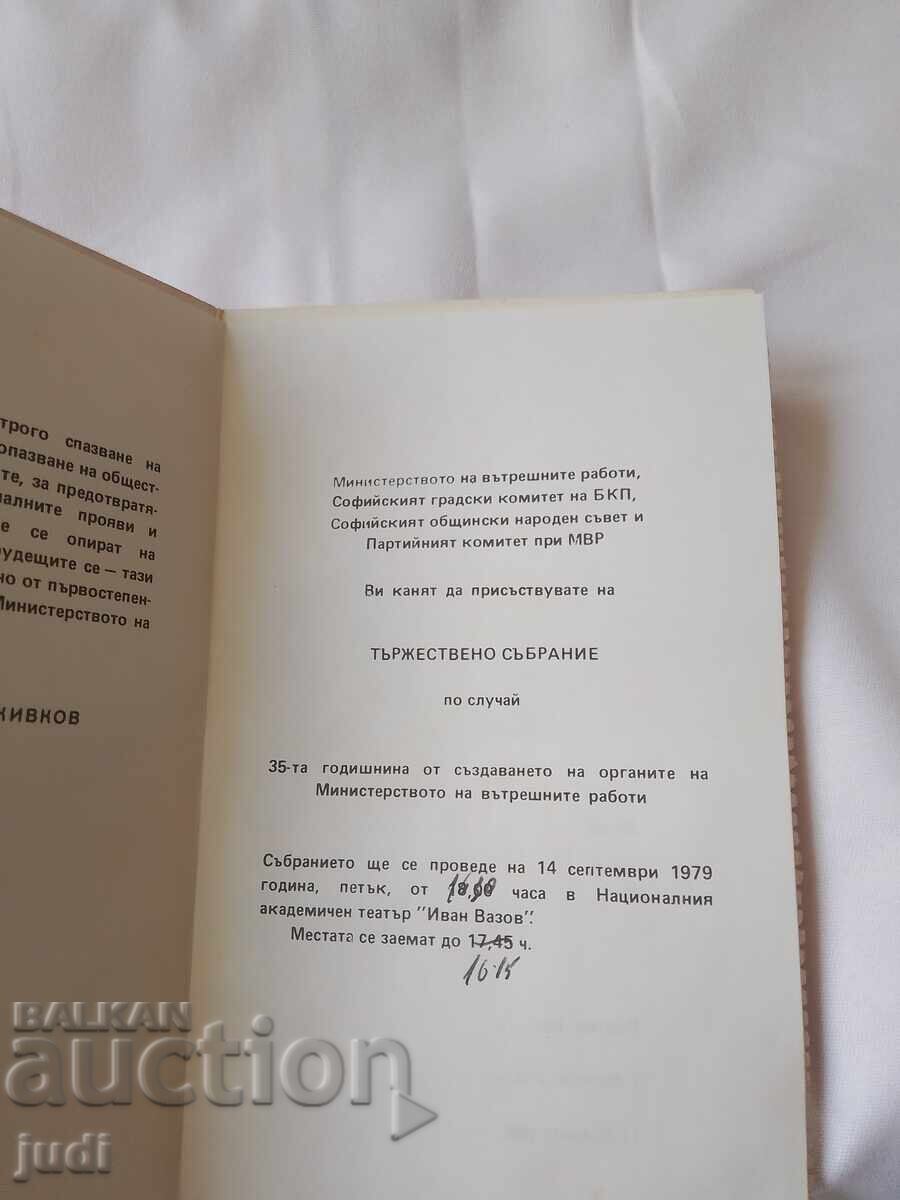 трого спазване на
опазване на общест-
те, за предотвратя-
алните прояви и
е се опират на
удещите се — тази
но от първостепен-
Министерството на
ИВКОВ
Министерството на вътрешните работи,
Софийският градски комитет на БКП,
Софийският общински народен съвет и
Партийният комитет при МВР
Ви канят да присъствувате на
ТЪРЖЕСТВЕНО СЪБРАНИЕ
по случай
35-та годишнина от създаването на органите на
Министерството на вътрешните работи
Събранието ще се проведе на 14 септември 1979
година, петък, от часа в Националния
академичен театър "Иван Вазов".
Местата се заемат до 17,45 ч.
16.15
BALKAN
auction
judi